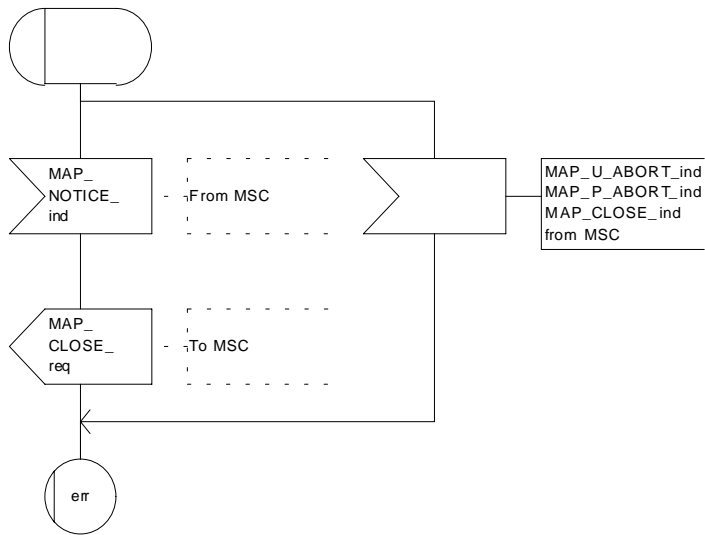 MAP_
NOTICE_
ind
From MSC
MAP_U_ABORT_ind
MAP_P_ABORT_ind
MAP_CLOSE_ind
from MSC
MAP_
CLOSE_
req
To MSC
err